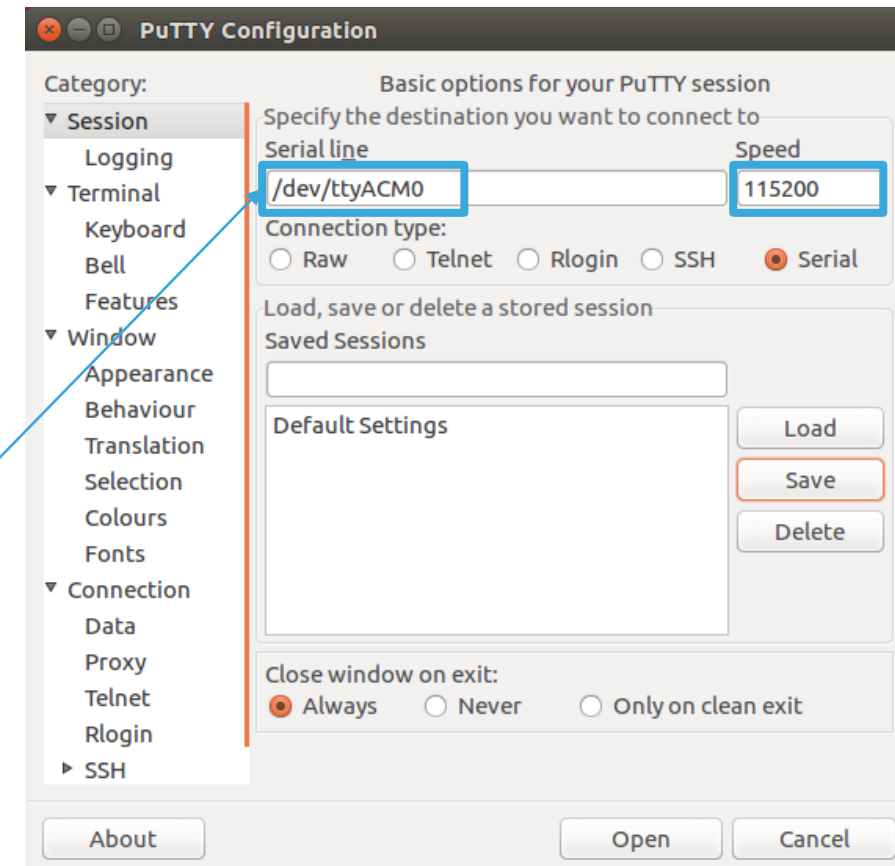 PuTTY Configuration
Category:
Session
Logging
Terminal
Keyboard
Bell
Features
Window
Appearance
Behaviour
Translation
Selection
Colours
Fonts
Connection
Data
Proxy
Telnet
Rlogin
SSH
Basic options for your PuTTY session
Specify the destination you want to connect to
Serial line Speed
/dev/ttyACM0 115200
Connection type:
Raw Telnet Rlogin SSH Serial
Load, save or delete a stored session
Saved Sessions
Default Settings
Load
Save
Delete
Close window on exit:
Always Never Only on clean exit
About Open Cancel